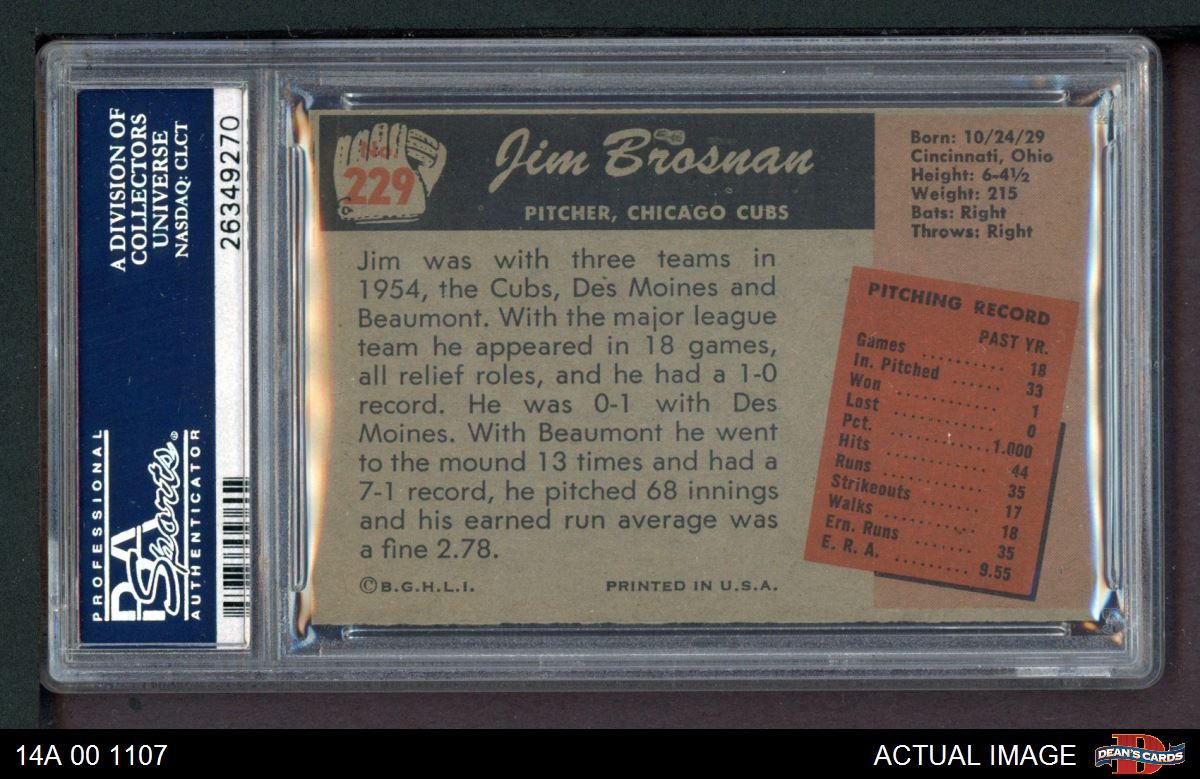 A DIVISION OF
COLLECTORS
UNIVERSE
NASDAQ: CLCT
26349270
PROFESSIONAL
PSA
Sports®
AUTHENTICATOR
No.
229
Jim Brosnan
PITCHER, CHICAGO CUBS
Born: 10/24/29
Cincinnati, Ohio
Height: 6-4½
Weight: 215
Bats: Right
Throws: Right
Jim was with three teams in
1954, the Cubs, Des Moines and
Beaumont. With the major league
team he appeared in 18 games,
all relief roles, and he had a 1-0
record. He was 0-1 with Des
Moines. With Beaumont he went
to the mound 13 times and had a
7-1 record, he pitched 68 innings
and his earned run average was
a fine 2.78.
©B.G.H.L.I. PRINTED IN U.S.A.
PITCHING RECORD
PAST YR.
Games ........ 18
In. Pitched ...... 33
Won ........... 1
Lost ........... 0
Pct. ..........1.000
Hits ........... 44
Runs .......... 35
Strikeouts ...... 17
Walks ......... 18
Ern. Runs ....... 35
E. R. A. ......... 9.55
14A 00 1107
ACTUAL IMAGE
D
DEAN'S CARDS